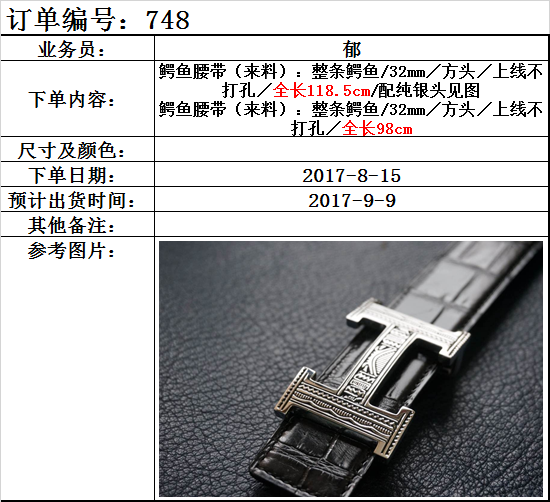 订单编号：748
业务员： 郁
下单内容： 鳄鱼腰带（来料）：整条鳄鱼/32mm／方头／上线不
打孔／全长118.5cm/配纯银头见图
鳄鱼腰带（来料）：整条鳄鱼/32mm／方头／上线不
打孔／全长98cm
尺寸及颜色：
下单日期： 2017-8-15
预计出货时间： 2017-9-9
其他备注：
参考图片：